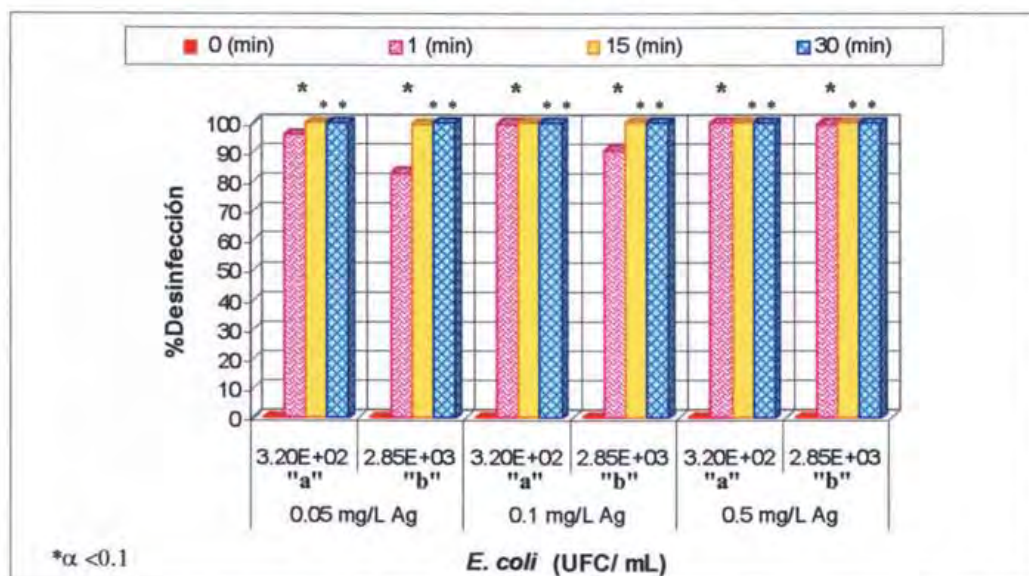 0 (min) 1 (min) 15 (min) 30 (min)
* * * * * *
* * * * * * * * * * * *
100
90
80
70
60
50
40
30
20
10
0
%Desinfección
3.20E+02 2.85E+03 3.20E+02 2.85E+03 3.20E+02 2.85E+03
"a" "b" "a" "b" "a" "b"
0.05 mg/L Ag 0.1 mg/L Ag 0.5 mg/L Ag
*α <0.1
E. coli (UFC/ mL)